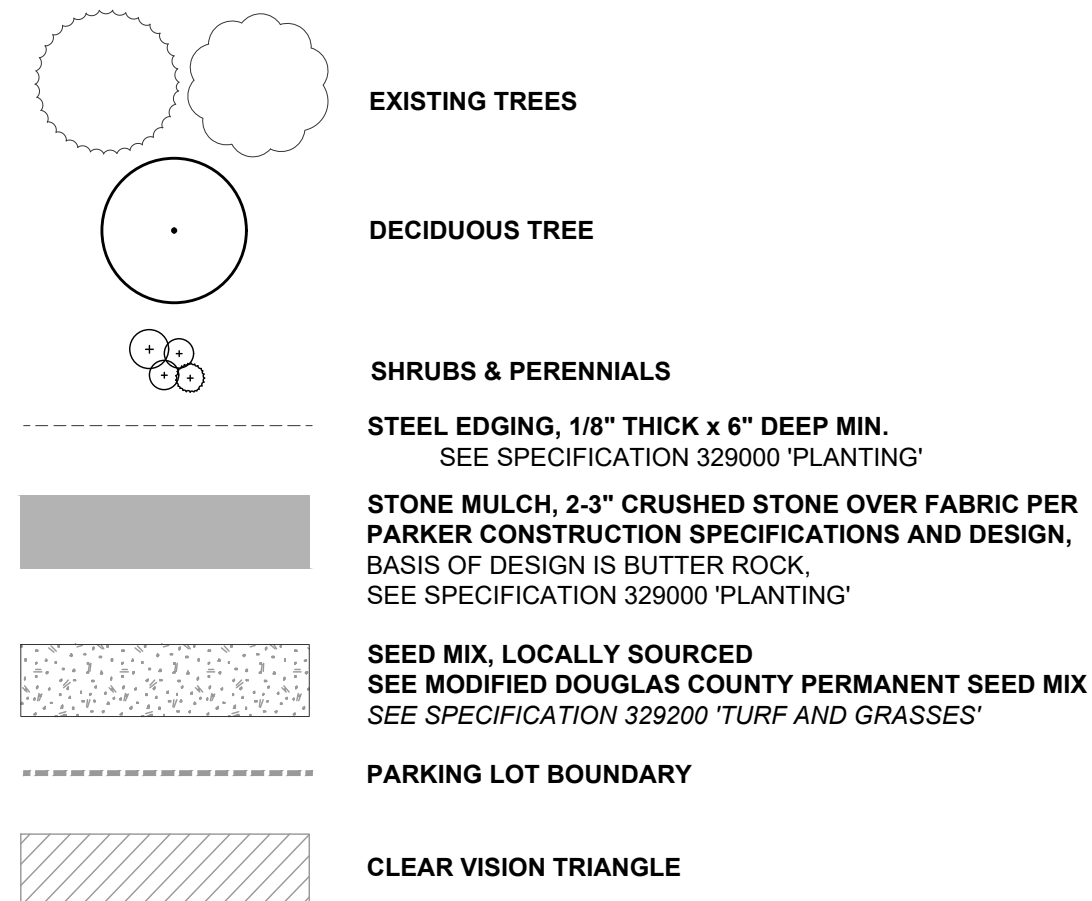 EXISTING TREES
DECIDUOUS TREE
SHRUBS & PERENNIALS
STEEL EDGING, 1/8" THICK x 6" DEEP MIN.
SEE SPECIFICATION 329000 'PLANTING'
STONE MULCH, 2-3" CRUSHED STONE OVER FABRIC PER
PARKER CONSTRUCTION SPECIFICATIONS AND DESIGN,
BASIS OF DESIGN IS BUTTER ROCK,
SEE SPECIFICATION 329000 'PLANTING'
SEED MIX, LOCALLY SOURCED
SEE MODIFIED DOUGLAS COUNTY PERMANENT SEED MIX
SEE SPECIFICATION 329200 'TURF AND GRASSES'
PARKING LOT BOUNDARY
CLEAR VISION TRIANGLE